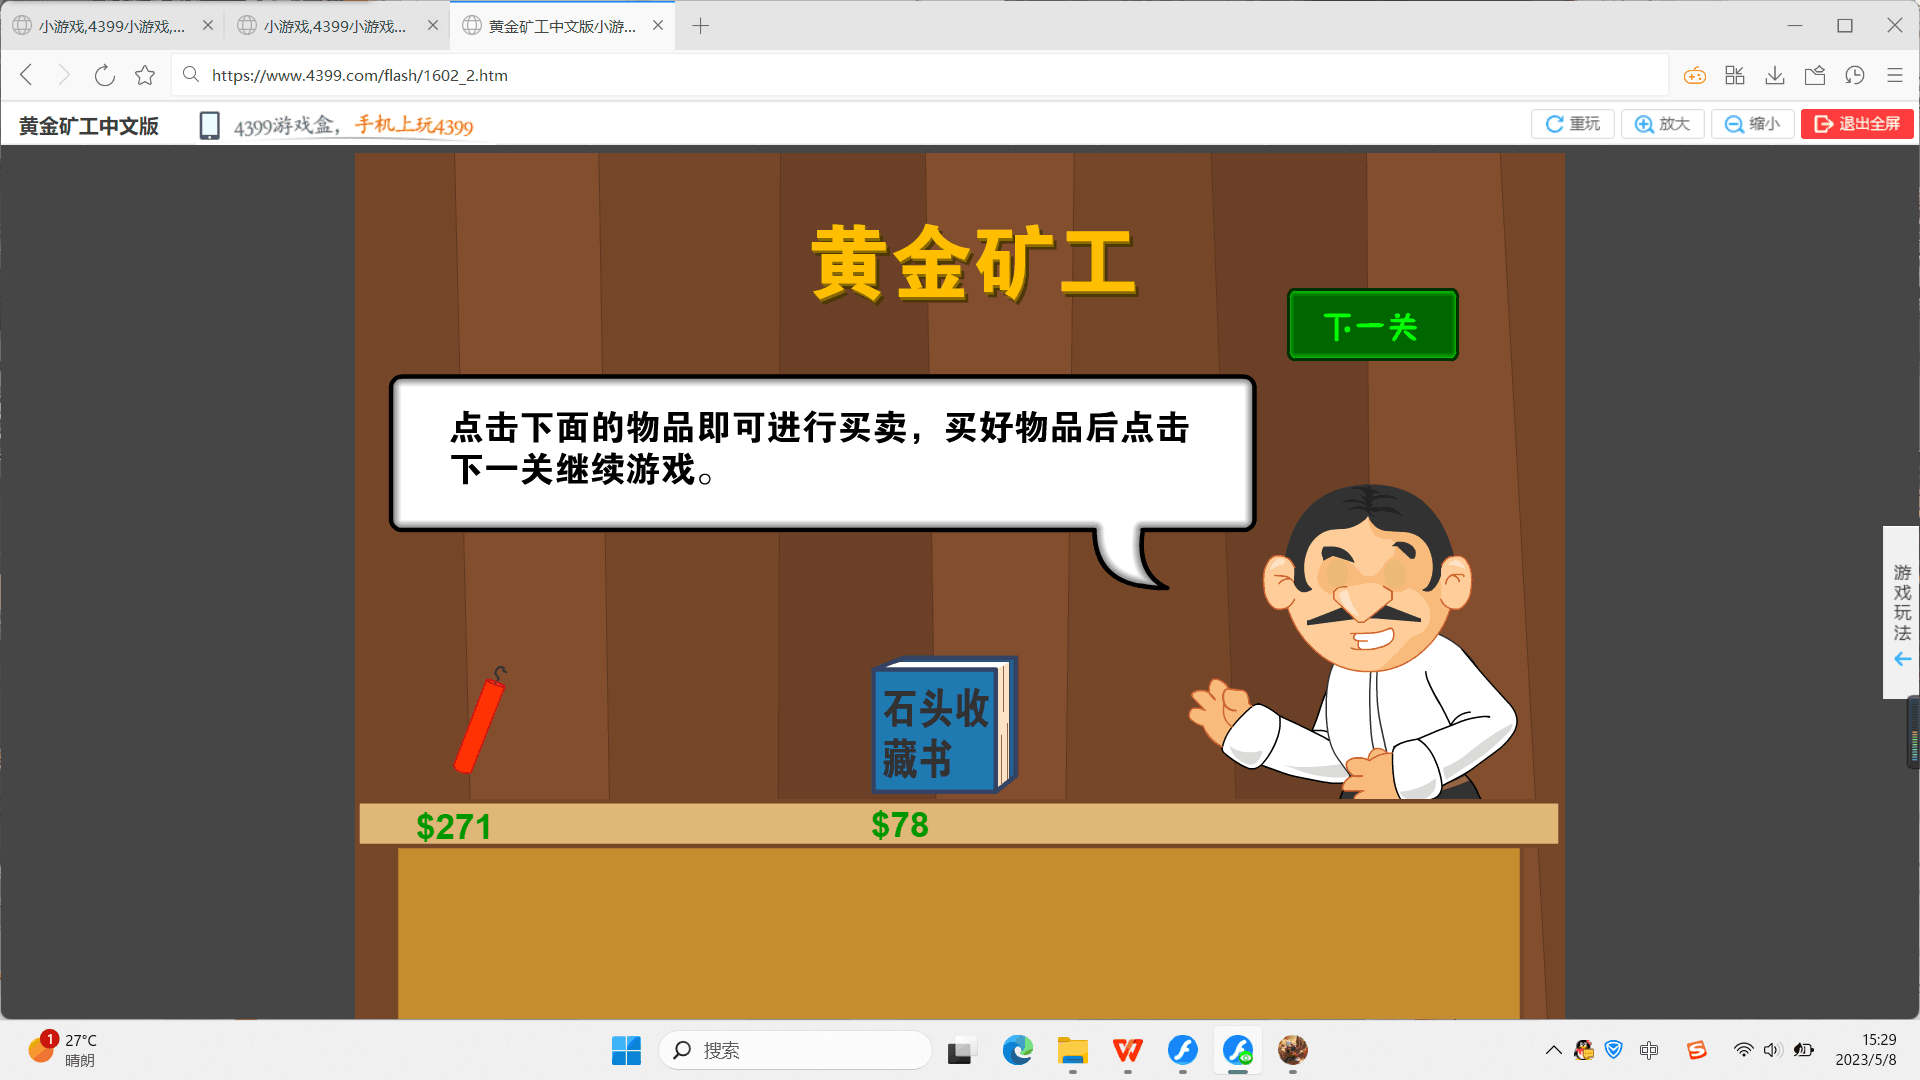 小游戏,4399小游戏,...
小游戏,4399小游戏...
黄金矿工中文版小游...
https://www.4399.com/flash/1602_2.htm
黄金矿工中文版
4399游戏盒，手机上玩4399
重玩
放大
缩小
退出全屏
黄金矿工
下一关
点击下面的物品即可进行买卖，买好物品后点击
下一关继续游戏。
石头收
藏书
$271
$78
游戏玩法
1
27°C
晴朗
搜索
中
15:29
2023/5/8